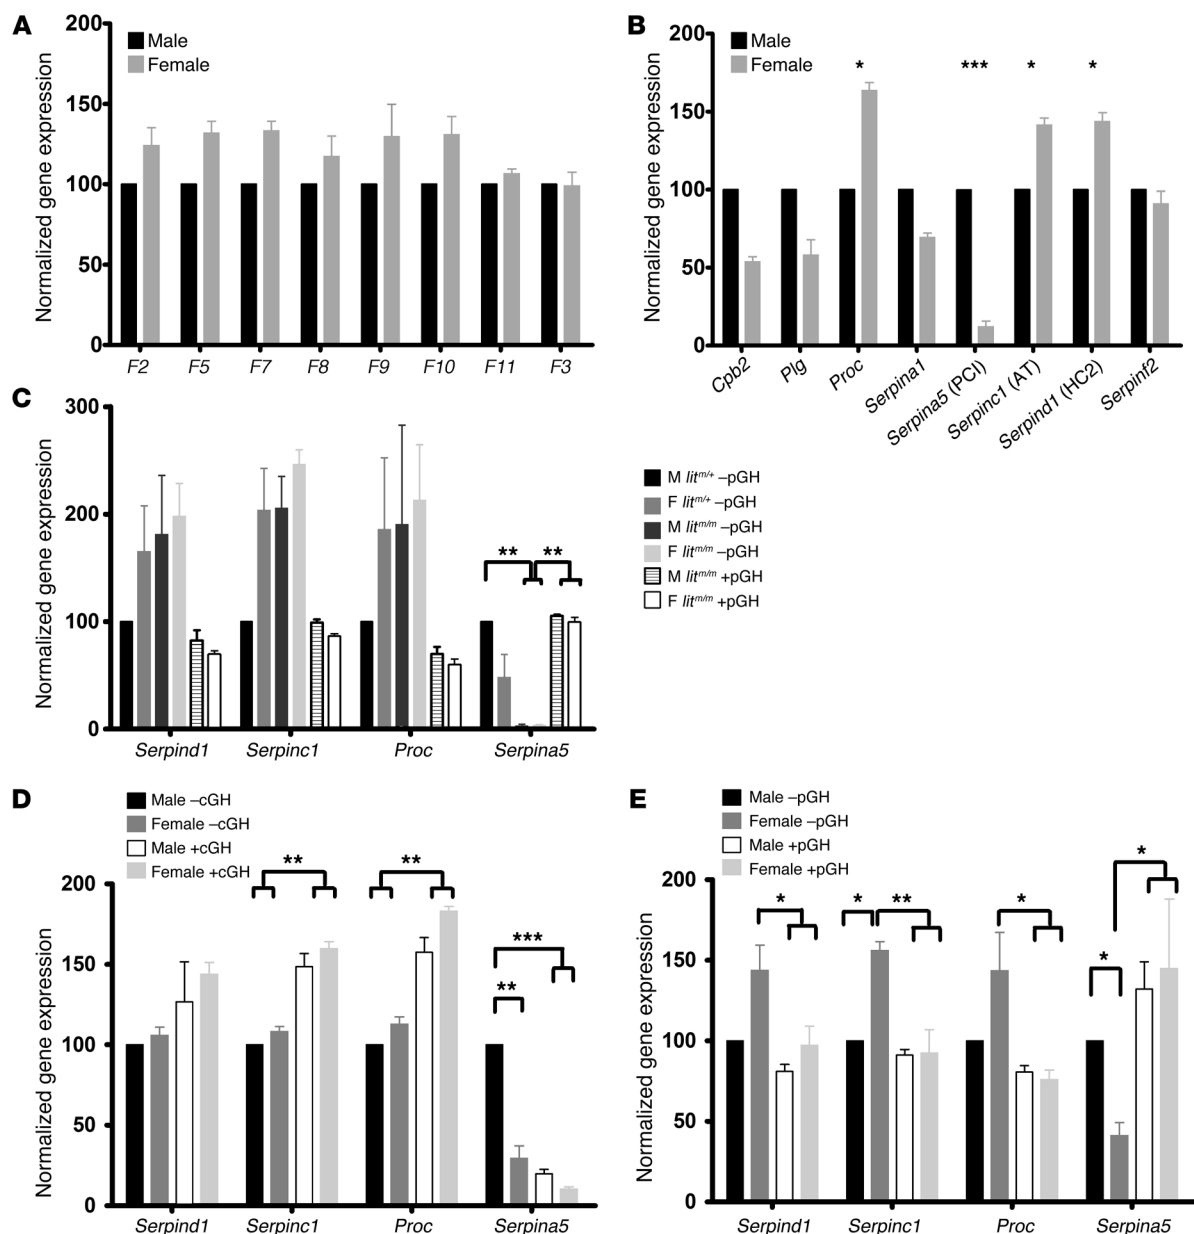 A
Normalized gene expression
200
150
100
50
0
Male
Female
F2 F5 F7 F8 F9 F10 F11 F3
B
Normalized gene expression
200
150
100
50
0
Male
Female
* *** * *
Cpb2 Plg Proc Serpina1 Serpina5 (PCI) Serpinc1 (AT) Serpind1 (HC2) Serpinf2
C
Normalized gene expression
300
200
100
0
** **
Serpind1 Serpinc1 Proc Serpina5
M lit^m/+ –pGH
F lit^m/+ –pGH
M lit^m/m –pGH
F lit^m/m –pGH
M lit^m/m +pGH
F lit^m/m +pGH
D
Male –cGH
Female –cGH
Male +cGH
Female +cGH
Normalized gene expression
200
150
100
50
0
** ** *** **
Serpind1 Serpinc1 Proc Serpina5
E
Male –pGH
Female –pGH
Male +pGH
Female +pGH
Normalized gene expression
200
150
100
50
0
* * ** * * *
Serpind1 Serpinc1 Proc Serpina5